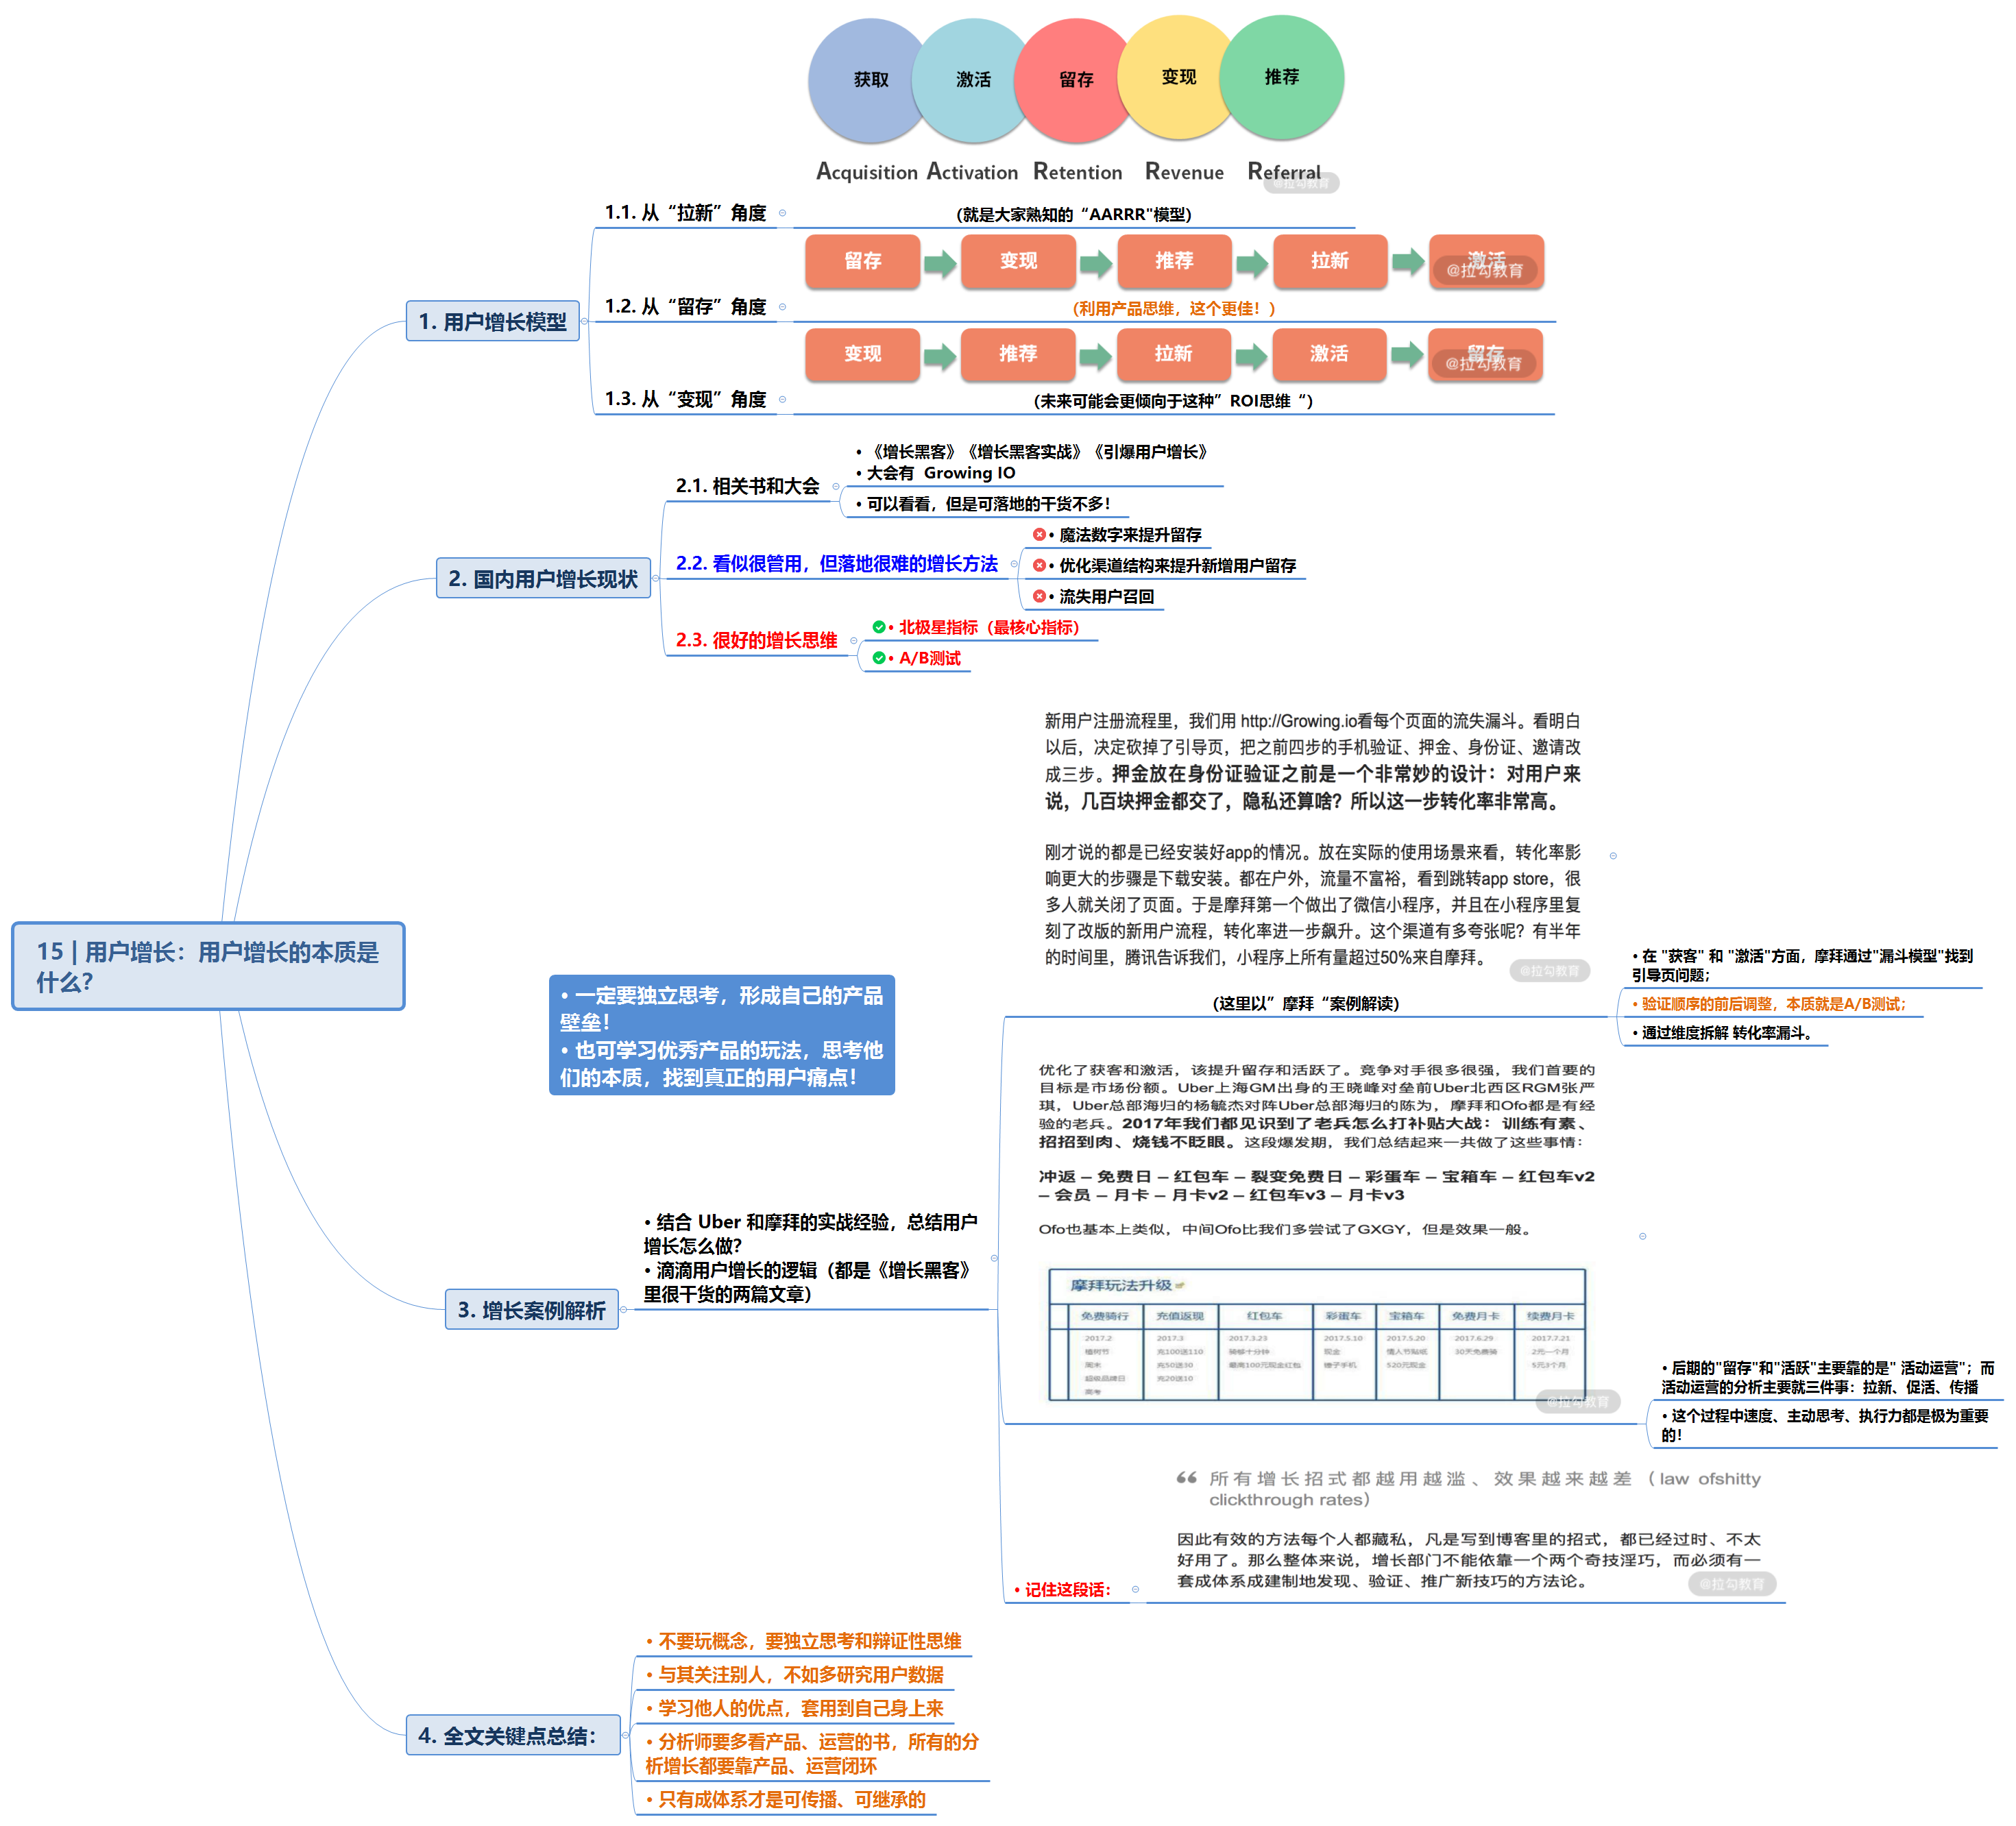 获取
激活
留存
变现
推荐
Acquisition
Activation
Retention
Revenue
Referral
@拉勾教育
1.1. 从“拉新”角度
（就是大家熟知的“AARRR"模型）
留存
变现
推荐
拉新
激活
@拉勾教育
1.2. 从“留存”角度
（利用产品思维，这个更佳！）
变现
推荐
拉新
激活
留存
@拉勾教育
1.3. 从“变现”角度
（未来可能会更倾向于这种”ROI思维“）
1. 用户增长模型
• 《增长黑客》《增长黑客实战》《引爆用户增长》
• 大会有 Growing IO
2.1. 相关书和大会
• 可以看看，但是可落地的干货不多！
• 魔法数字来提升留存
2.2. 看似很管用，但落地很难的增长方法
• 优化渠道结构来提升新增用户留存
• 流失用户召回
2. 国内用户增长现状
• 北极星指标（最核心指标）
2.3. 很好的增长思维
• A/B测试
15 | 用户增长：用户增长的本质是
什么？
• 一定要独立思考，形成自己的产品
壁垒！
• 也可学习优秀产品的玩法，思考他
们的本质，找到真正的用户痛点！
3. 增长案例解析
• 结合 Uber 和摩拜的实战经验，总结用户
增长怎么做？
• 滴滴用户增长的逻辑（都是《增长黑客》
里很干货的两篇文章）
新用户注册流程里，我们用 http://Growing.io看每个页面的流失漏斗。看明白
以后，决定砍掉了引导页，把之前四步的手机验证、押金、身份证、邀请改
成三步。押金放在身份证验证之前是一个非常妙的设计：对用户来
说，几百块押金都交了，隐私还算啥？所以这一步转化率非常高。
刚才说的都是已经安装好app的情况。放在实际的使用场景来看，转化率影
响更大的步骤是下载安装。都在户外，流量不富裕，看到跳转app store，很
多人就关闭了页面。于是摩拜第一个做出了微信小程序，并且在小程序里复
刻了改版的新用户流程，转化率进一步飙升。这个渠道有多夸张呢？有半年
的时间里，腾讯告诉我们，小程序上所有量超过50%来自摩拜。
@拉勾教育
（这里以”摩拜“案例解读）
• 在 "获客" 和 "激活"方面，摩拜通过"漏斗模型"找到
引导页问题；
• 验证顺序的前后调整，本质就是A/B测试；
• 通过维度拆解 转化率漏斗。
优化了获客和激活，该提升留存和活跃了。竞争对手很多很强，我们首要的
目标是市场份额。Uber上海GM出身的王晓峰对垒前Uber北西区RGM张严
琪，Uber总部海归的杨毓杰对阵Uber总部海归的陈为，摩拜和Ofo都是有经
验的老兵。2017年我们都见识到了老兵怎么打补贴大战：训练有素、
招招到肉、烧钱不眨眼。这段爆发期，我们总结起来一共做了这些事情：
冲返 – 免费日 – 红包车 – 裂变免费日 – 彩蛋车 – 宝箱车 – 红包车v2
– 会员 – 月卡 – 月卡v2 – 红包车v3 – 月卡v3
Ofo也基本上类似，中间Ofo比我们多尝试了GXGY，但是效果一般。
摩拜玩法升级
免费骑行 充值返现 红包车 彩蛋车 宝箱车 免费月卡 续费月卡
2017.2 2017.3 2017.3.23 2017.5.10 2017.5.20 2017.6.29 2017.7.21
植树节 充100送110 骑够十分钟 现金 情人节贴纸 30天免费骑 2元一个月
周末 充50送30 最高100元现金红包 锤子手机 520元现金 5元3个月
超级品牌日 充20送10
高考
@拉勾教育
• 后期的"留存"和"活跃"主要靠的是" 活动运营"；而
活动运营的分析主要就三件事：拉新、促活、传播
• 这个过程中速度、主动思考、执行力都是极为重要
的！
• 记住这段话：
“ 所有增长招式都越用越滥、效果越来越差（law ofshitty
clickthrough rates）
因此有效的方法每个人都藏私，凡是写到博客里的招式，都已经过时、不太
好用了。那么整体来说，增长部门不能依靠一个两个奇技淫巧，而必须有一
套成体系成建制地发现、验证、推广新技巧的方法论。
@拉勾教育
4. 全文关键点总结：
• 不要玩概念，要独立思考和辩证性思维
• 与其关注别人，不如多研究用户数据
• 学习他人的优点，套用到自己身上来
• 分析师要多看产品、运营的书，所有的分
析增长都要靠产品、运营闭环
• 只有成体系才是可传播、可继承的